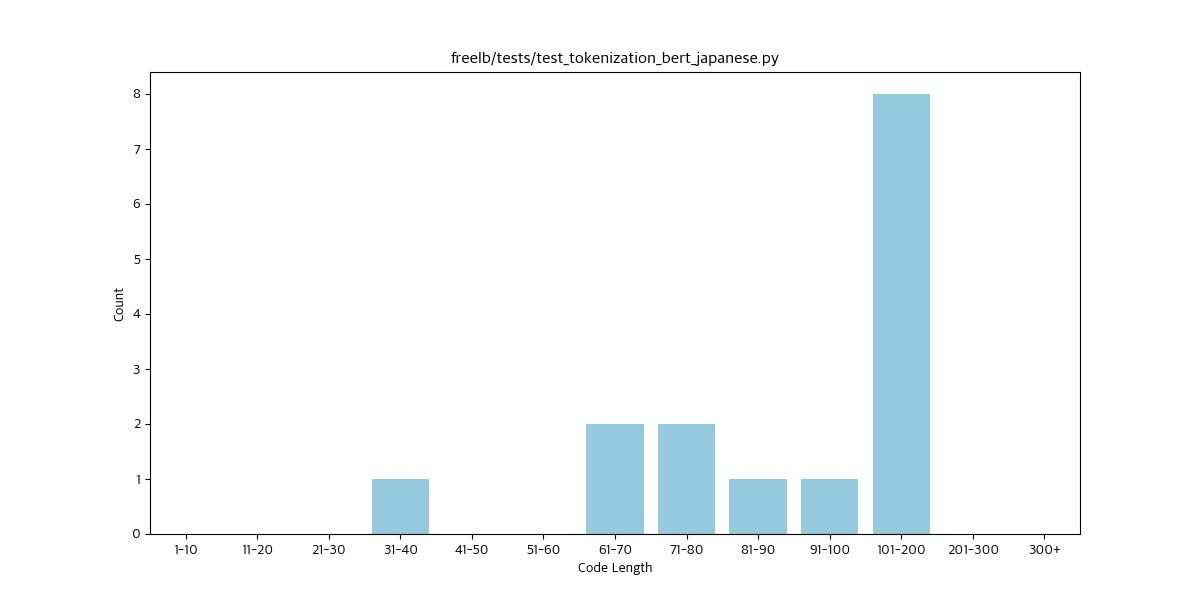 freelb/tests/test_tokenization_bert_japanese.py
8
7
6
5
4
3
2
1
0
Count
1-10 11-20 21-30 31-40 41-50 51-60 61-70 71-80 81-90 91-100 101-200 201-300 300+
Code Length